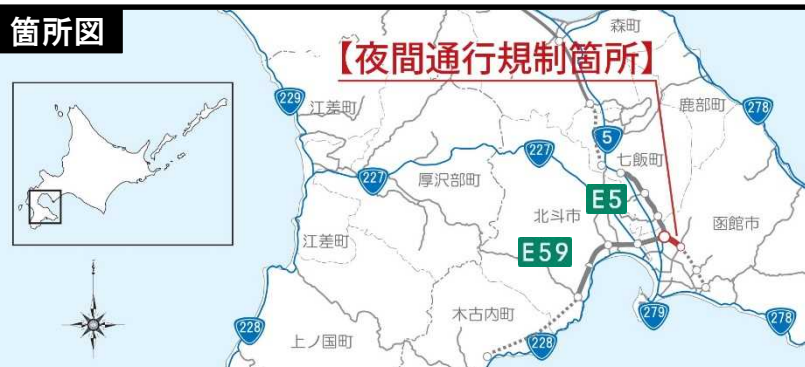 箇所図
【夜間通行規制箇所】
森町
229
江差町
鹿部町
278
5
227
七飯町
227
厚沢部町
E5
北斗市
函館市
江差町
E59
木古内町
279
278
228
上ノ国町
228